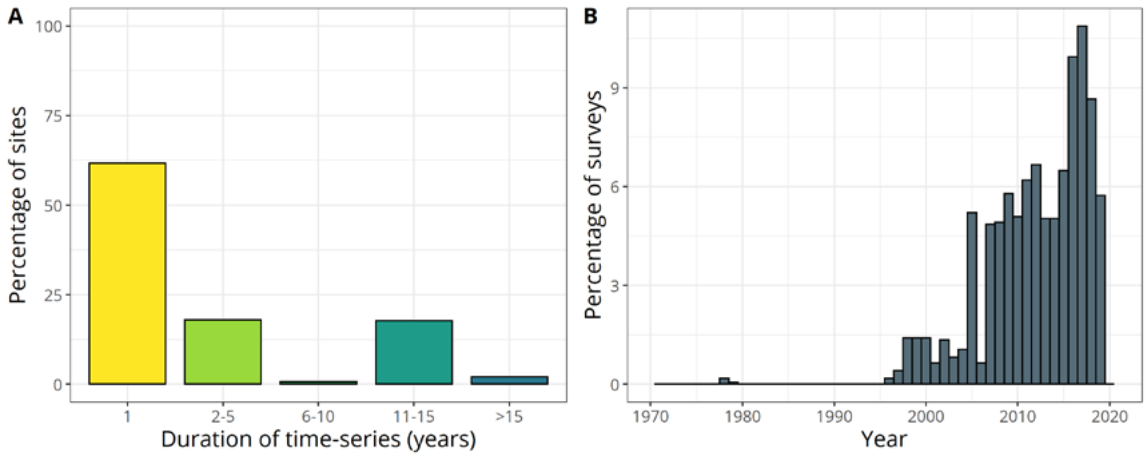 A
Percentage of sites
100
75
50
25
0
1 2-5 6-10 11-15 >15
Duration of time-series (years)
B
Percentage of surveys
9
6
3
0
1970 1980 1990 2000 2010 2020
Year